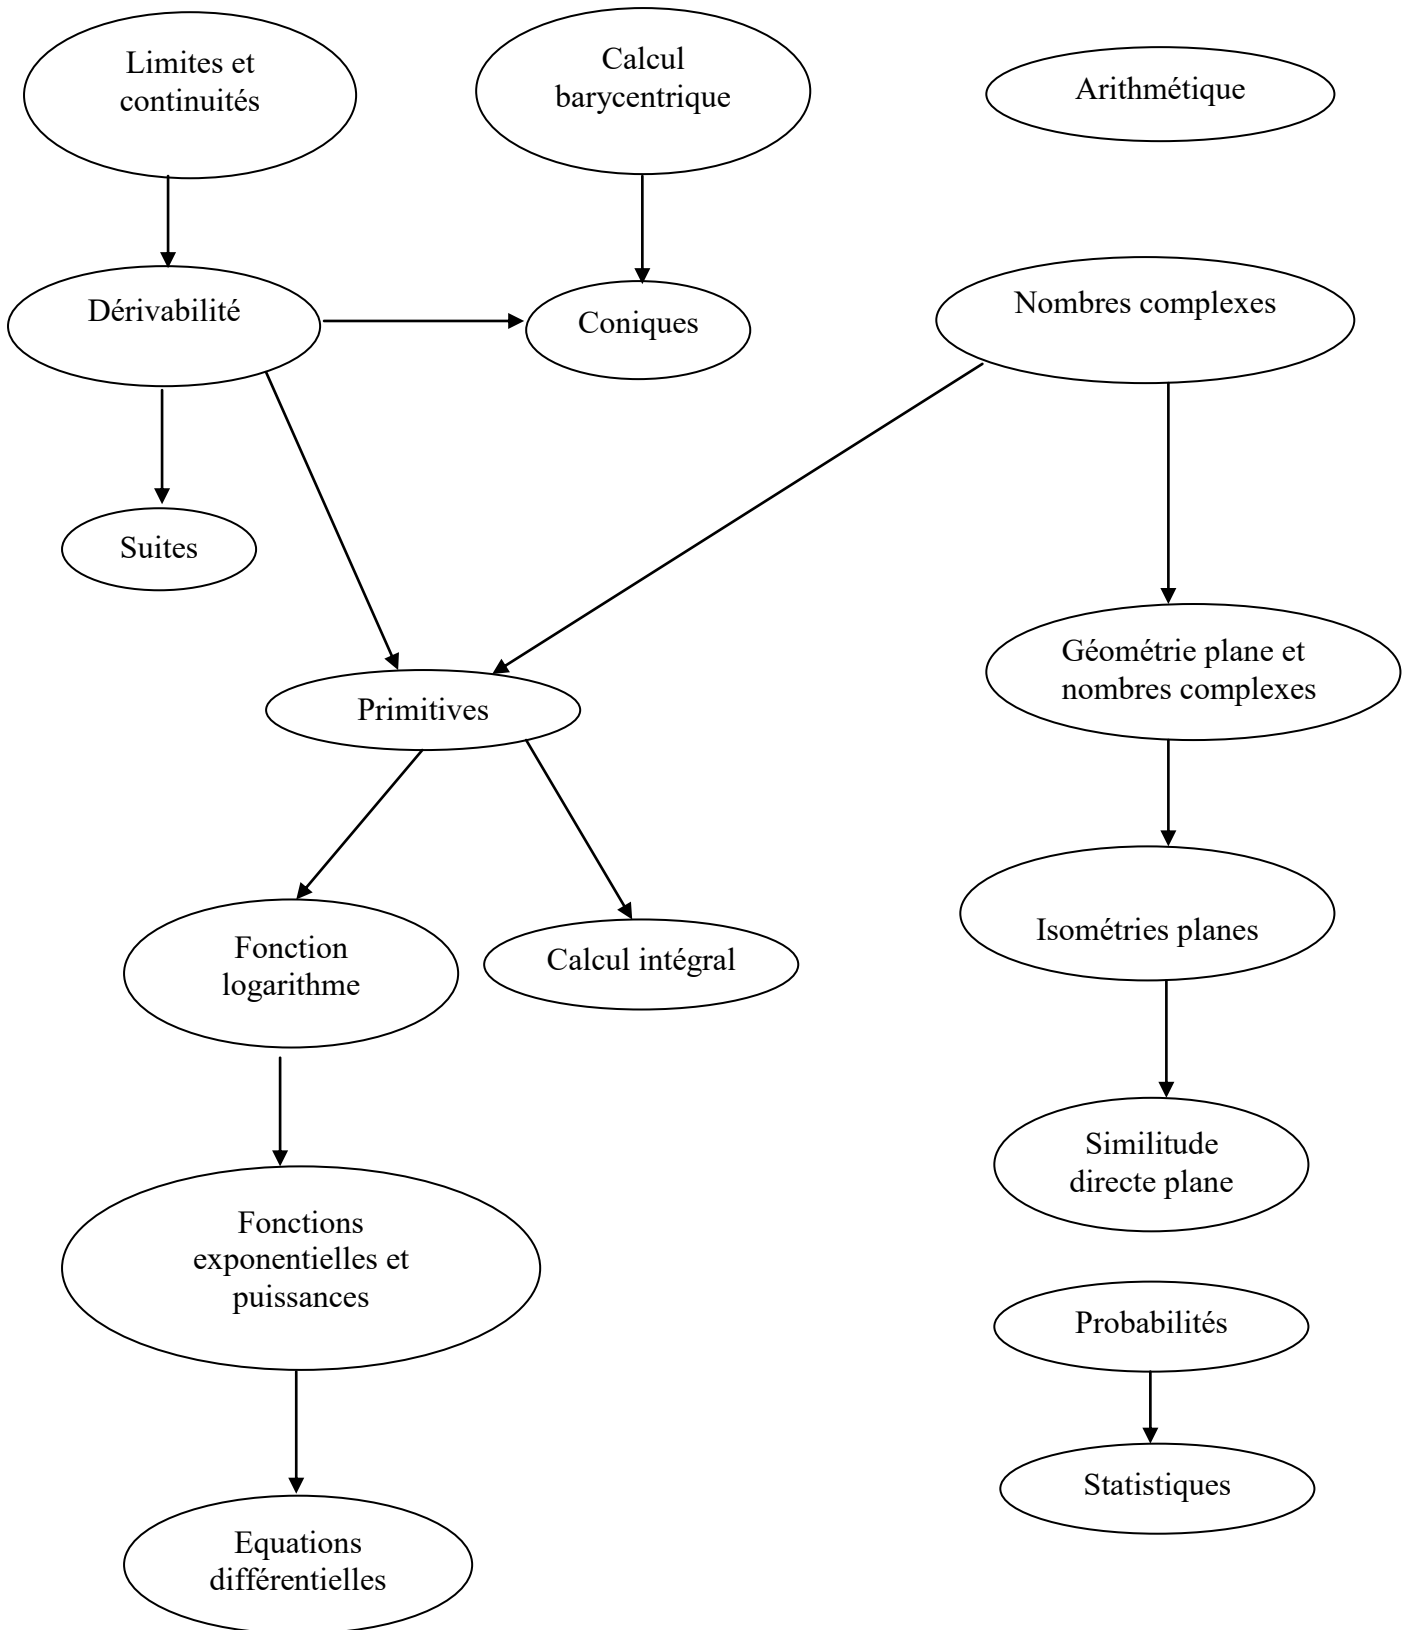 Limites et
continuités
Calcul
barycentrique
Arithmétique
Dérivabilité
Coniques
Nombres complexes
Suites
Géométrie plane et
nombres complexes
Primitives
Isométries planes
Fonction
logarithme
Calcul intégral
Similitude
directe plane
Fonctions
exponentielles et
puissances
Probabilités
Statistiques
Equations
différentielles